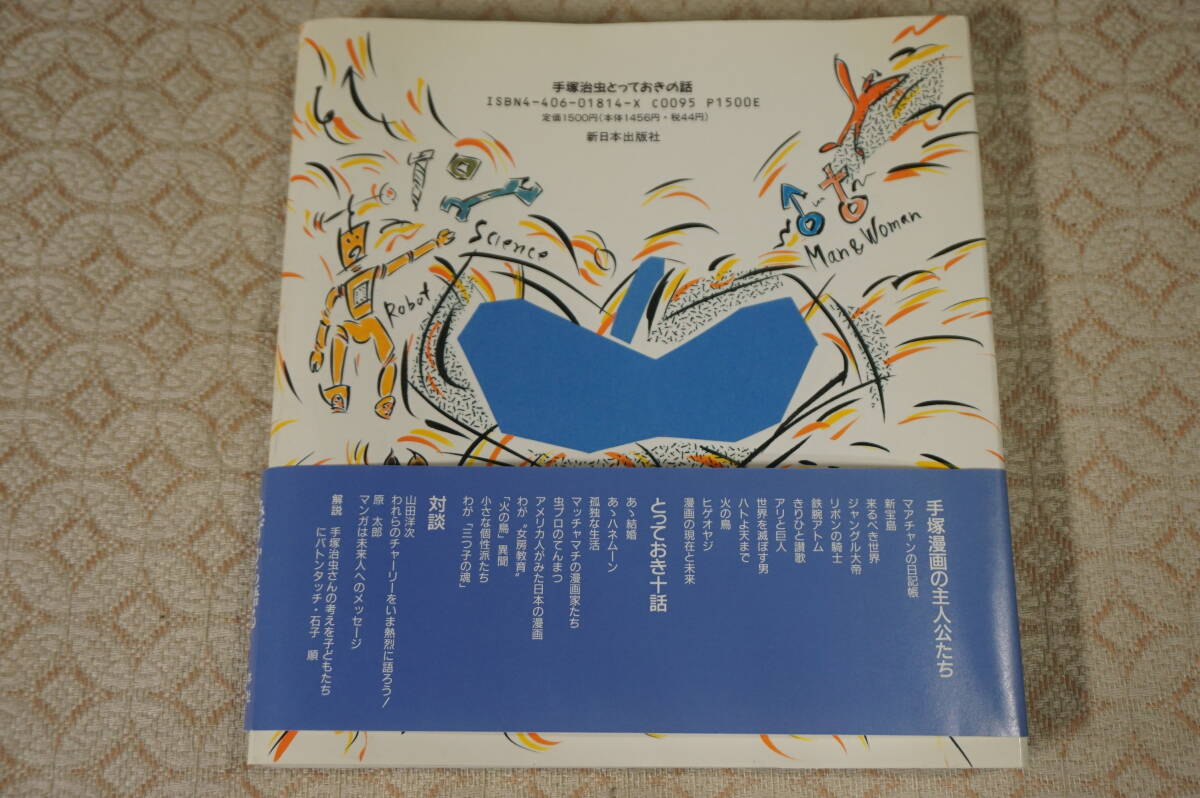 手塚治虫とっておきの話
ISBN4-406-01814-X C0095 P1500E
定価1500円(本体1456円・税44円)
新日本出版社
Science
Robot
Man & Woman
手塚漫画の主人公たち
マアチャンの日記帳
新宝島
来るべき世界
ジャングル大帝
リボンの騎士
鉄腕アトム
きりひと讃歌
アリと巨人
世界を滅ぼす男
ハトよ天まで
火の鳥
ヒゲオヤジ
漫画の現在と未来
とっておき十話
あゝ結婚
あゝハネムーン
孤独な生活
マッチャマチの漫画家たち
虫プロのてんまつ
アメリカ人がみた日本の漫画
わが〝女房教育〟
「火の鳥」異聞
小さな個性派たち
わが「三つ子の魂」
対談
山田洋次
われらのチャーリーをいま熱烈に語ろう!
原 太郎
マンガは未来人へのメッセージ
解説 手塚治虫さんの考えを子どもたち
にバトンタッチ・石子 順